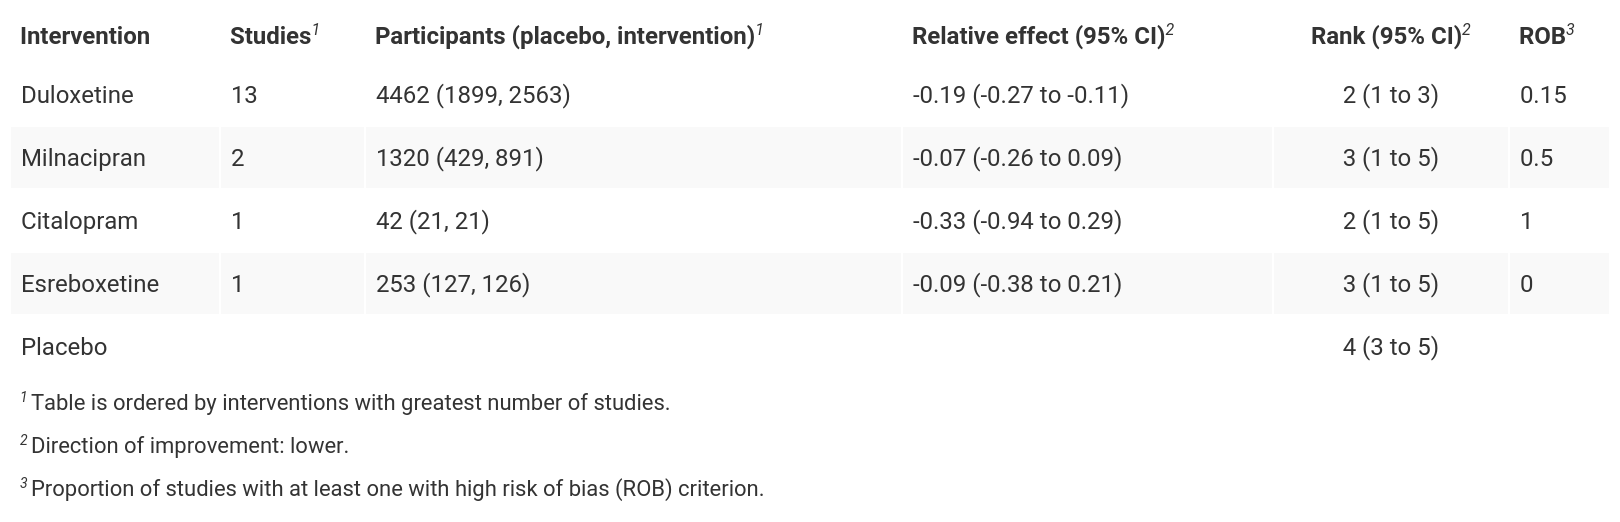 Intervention Studies¹ Participants (placebo, intervention)¹ Relative effect (95% CI)² Rank (95% CI)² ROB³
Duloxetine 13 4462 (1899, 2563) -0.19 (-0.27 to -0.11) 2 (1 to 3) 0.15
Milnacipran 2 1320 (429, 891) -0.07 (-0.26 to 0.09) 3 (1 to 5) 0.5
Citalopram 1 42 (21, 21) -0.33 (-0.94 to 0.29) 2 (1 to 5) 1
Esreboxetine 1 253 (127, 126) -0.09 (-0.38 to 0.21) 3 (1 to 5) 0
Placebo 4 (3 to 5)
¹ Table is ordered by interventions with greatest number of studies.
² Direction of improvement: lower.
³ Proportion of studies with at least one with high risk of bias (ROB) criterion.